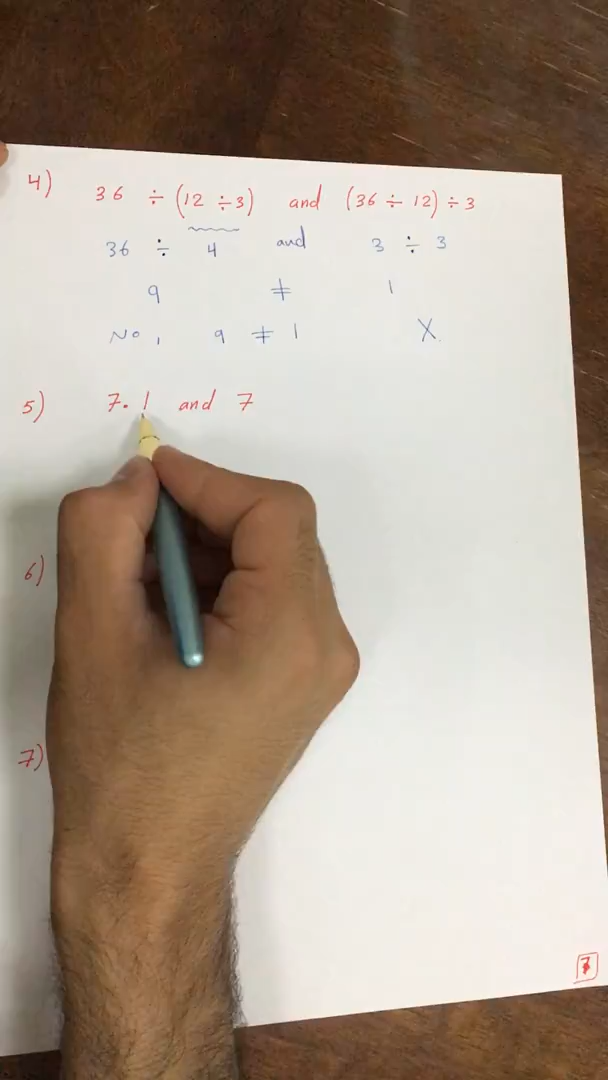 4) 36 ÷ (12 ÷ 3) and (36 ÷ 12) ÷ 3
36 ÷ 4 and 3 ÷ 3
9 ≠ 1
No, 9 ≠ 1 X
5) 7 · 1 and 7
6)
7)
7